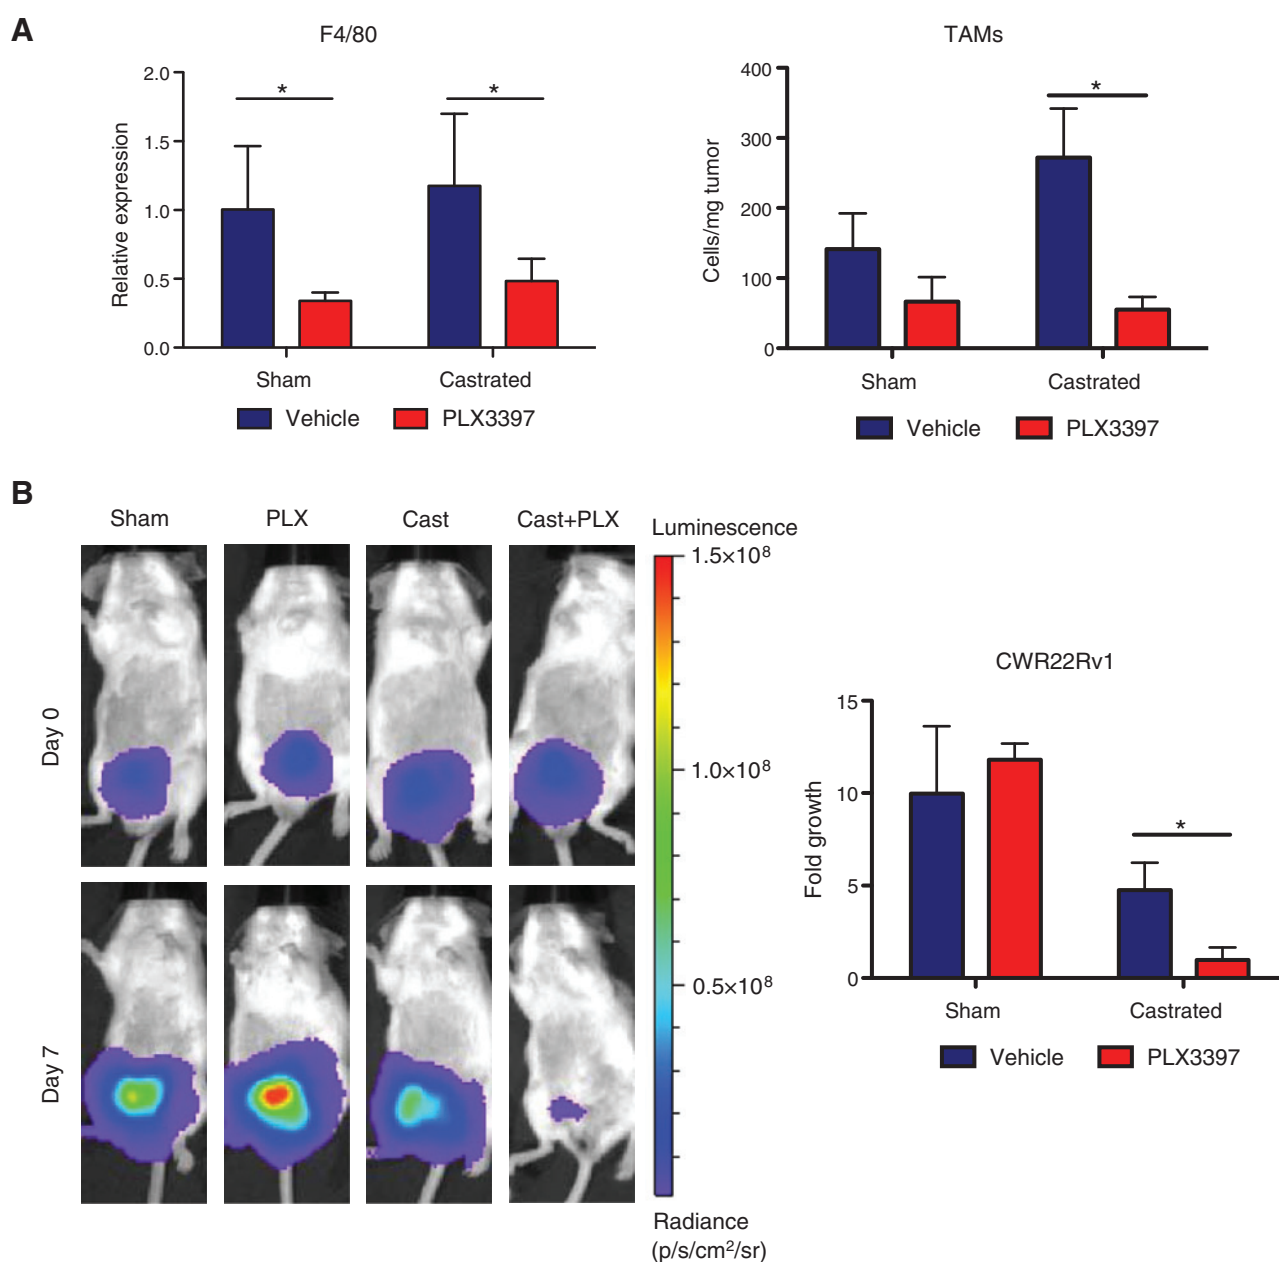 A
F4/80
Relative expression
2.0
1.5
1.0
0.5
0.0
*
*
Sham
Castrated
Vehicle
PLX3397
TAMs
Cells/mg tumor
400
300
200
100
0
*
Sham
Castrated
Vehicle
PLX3397
B
Sham
PLX
Cast
Cast+PLX
Day 0
Day 7
Luminescence
1.5×10⁸
1.0×10⁸
0.5×10⁸
Radiance
(p/s/cm²/sr)
CWR22Rv1
Fold growth
15
10
5
0
*
Sham
Castrated
Vehicle
PLX3397